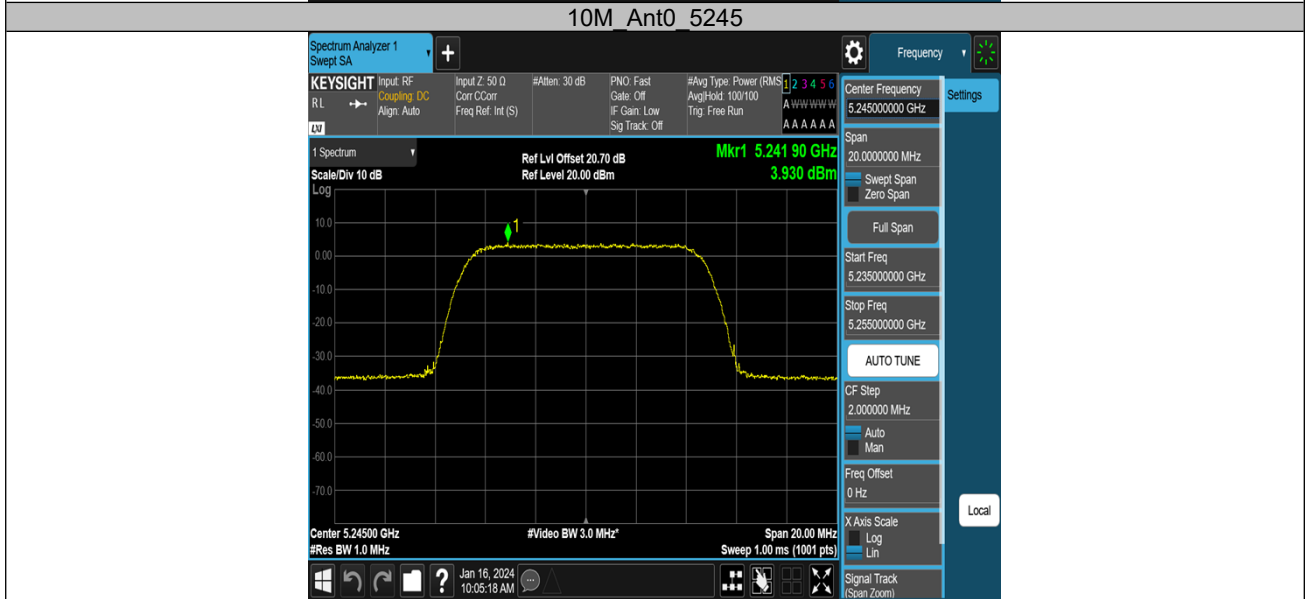 10M_Ant0_5245
Spectrum Analyzer 1
Swept SA
+
Frequency
KEYSIGHT
RL
LXI
Input: RF
Coupling: DC
Align: Auto
Input Z: 50 Ω
Corr CCorr
Freq Ref: Int (S)
#Atten: 30 dB
PNO: Fast
Gate: Off
IF Gain: Low
Sig Track: Off
#Avg Type: Power (RMS
Avg|Hold: 100/100
Trig: Free Run
1 2 3 4 5 6
A W W W W W
A A A A A A
1 Spectrum
Scale/Div 10 dB
Log
Ref Lvl Offset 20.70 dB
Ref Level 20.00 dBm
Mkr1 5.241 90 GHz
3.930 dBm
1
10.0
0.00
-10.0
-20.0
-30.0
-40.0
-50.0
-60.0
-70.0
Center 5.24500 GHz
#Res BW 1.0 MHz
#Video BW 3.0 MHz*
Span 20.00 MHz
Sweep 1.00 ms (1001 pts)
Jan 16, 2024
10:05:18 AM
?
Center Frequency
5.245000000 GHz
Settings
Span
20.0000000 MHz
Swept Span
Zero Span
Full Span
Start Freq
5.235000000 GHz
Stop Freq
5.255000000 GHz
AUTO TUNE
CF Step
2.000000 MHz
Auto
Man
Freq Offset
0 Hz
X Axis Scale
Log
Lin
Local
Signal Track
(Span Zoom)